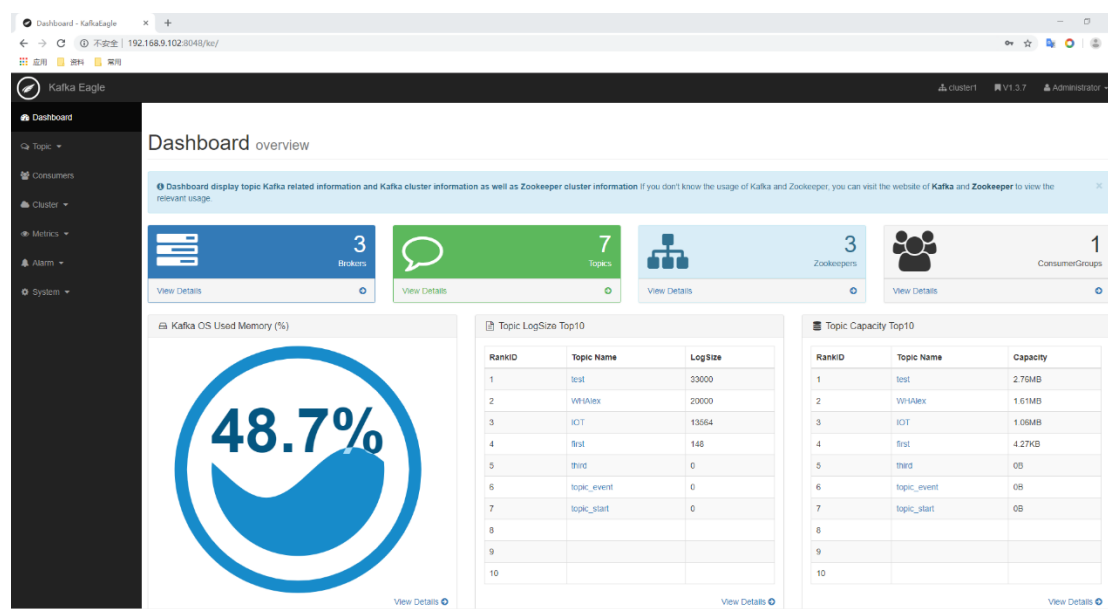 Dashboard - KafkaEagle × +
不安全 | 192.168.9.102:8048/ke/
应用 资料 常用
Kafka Eagle cluster1 V1.3.7 Administrator
Dashboard
Topic
Consumers
Cluster
Metrics
Alarm
System
Dashboard overview
Dashboard display topic Kafka related information and Kafka cluster information as well as Zookeeper cluster information If you don't know the usage of Kafka and Zookeeper, you can visit the website of Kafka and Zookeeper to view the
relevant usage. ×
3
Brokers
View Details
7
Topics
View Details
3
Zookeepers
View Details
1
ConsumerGroups
View Details
Kafka OS Used Memory (%)
48.7%
View Details
Topic LogSize Top10
RankID Topic Name LogSize
1 test 33000
2 WHAlex 20000
3 IOT 13564
4 first 148
5 third 0
6 topic_event 0
7 topic_start 0
8
9
10
View Details
Topic Capacity Top10
RankID Topic Name Capacity
1 test 2.76MB
2 WHAlex 1.61MB
3 IOT 1.06MB
4 first 4.27KB
5 third 0B
6 topic_event 0B
7 topic_start 0B
8
9
10
View Details